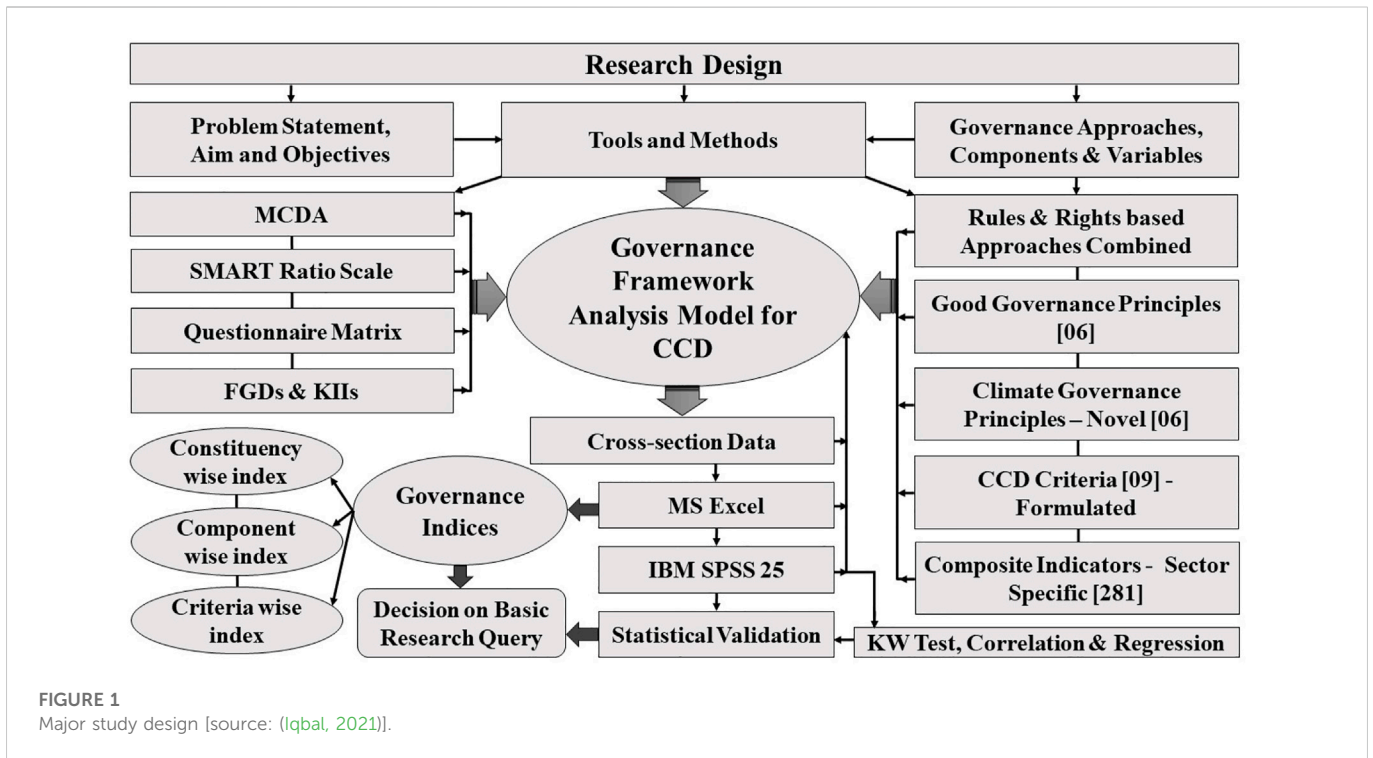 Research Design
Problem Statement,
Aim and Objectives
Tools and Methods
Governance Approaches,
Components & Variables
MCDA
SMART Ratio Scale
Questionnaire Matrix
FGDs & KIIs
Governance
Framework
Analysis Model for
CCD
Rules & Rights based
Approaches Combined
Good Governance Principles
[06]
Climate Governance
Principles – Novel [06]
CCD Criteria [09] -
Formulated
Composite Indicators - Sector
Specific [281]
Cross-section Data
MS Excel
IBM SPSS 25
Statistical Validation
KW Test, Correlation & Regression
Governance
Indices
Decision on Basic
Research Query
Constituency
wise index
Component
wise index
Criteria wise
index
FIGURE 1
Major study design [source: (Iqbal, 2021)].